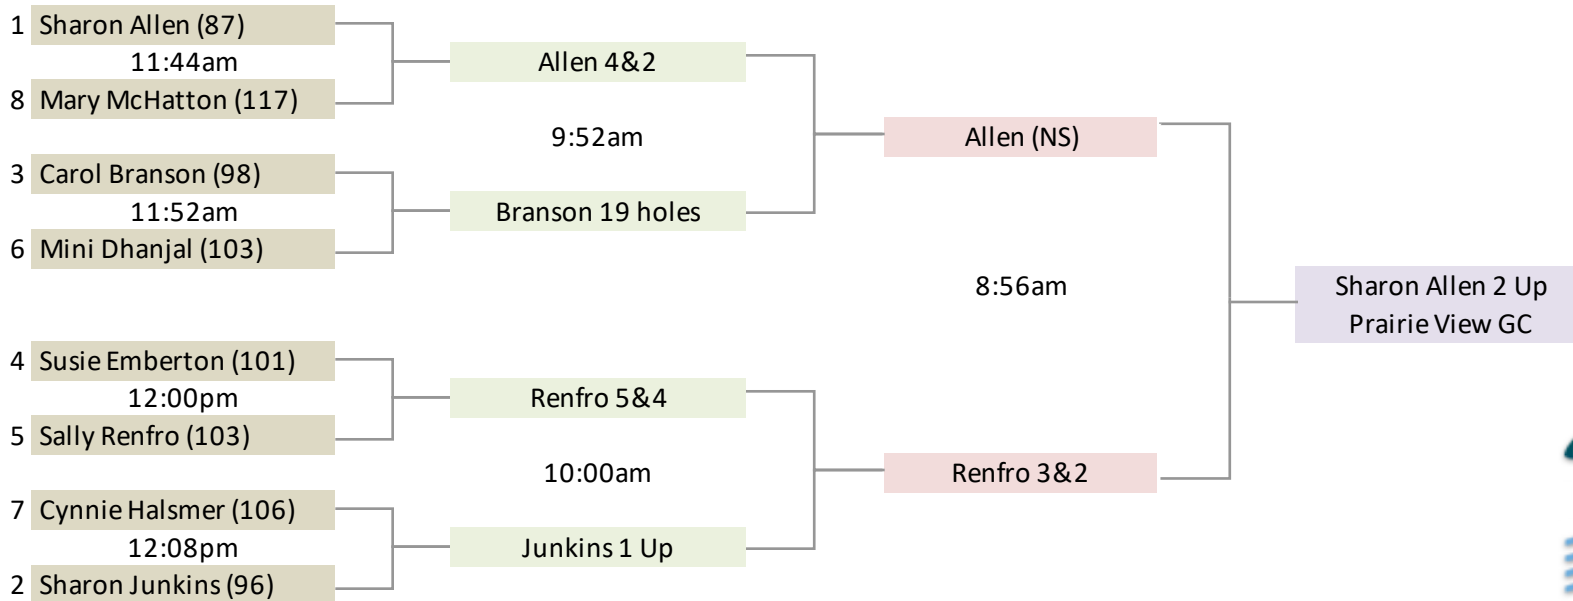 1 Sharon Allen (87)
11:44am
8 Mary McHatton (117)
3 Carol Branson (98)
11:52am
6 Mini Dhanjal (103)
4 Susie Emberton (101)
12:00pm
5 Sally Renfro (103)
7 Cynnie Halsmer (106)
12:08pm
2 Sharon Junkins (96)
Allen 4&2
9:52am
Branson 19 holes
Renfro 5&4
10:00am
Junkins 1 Up
Allen (NS)
8:56am
Renfro 3&2
Sharon Allen 2 Up
Prairie View GC